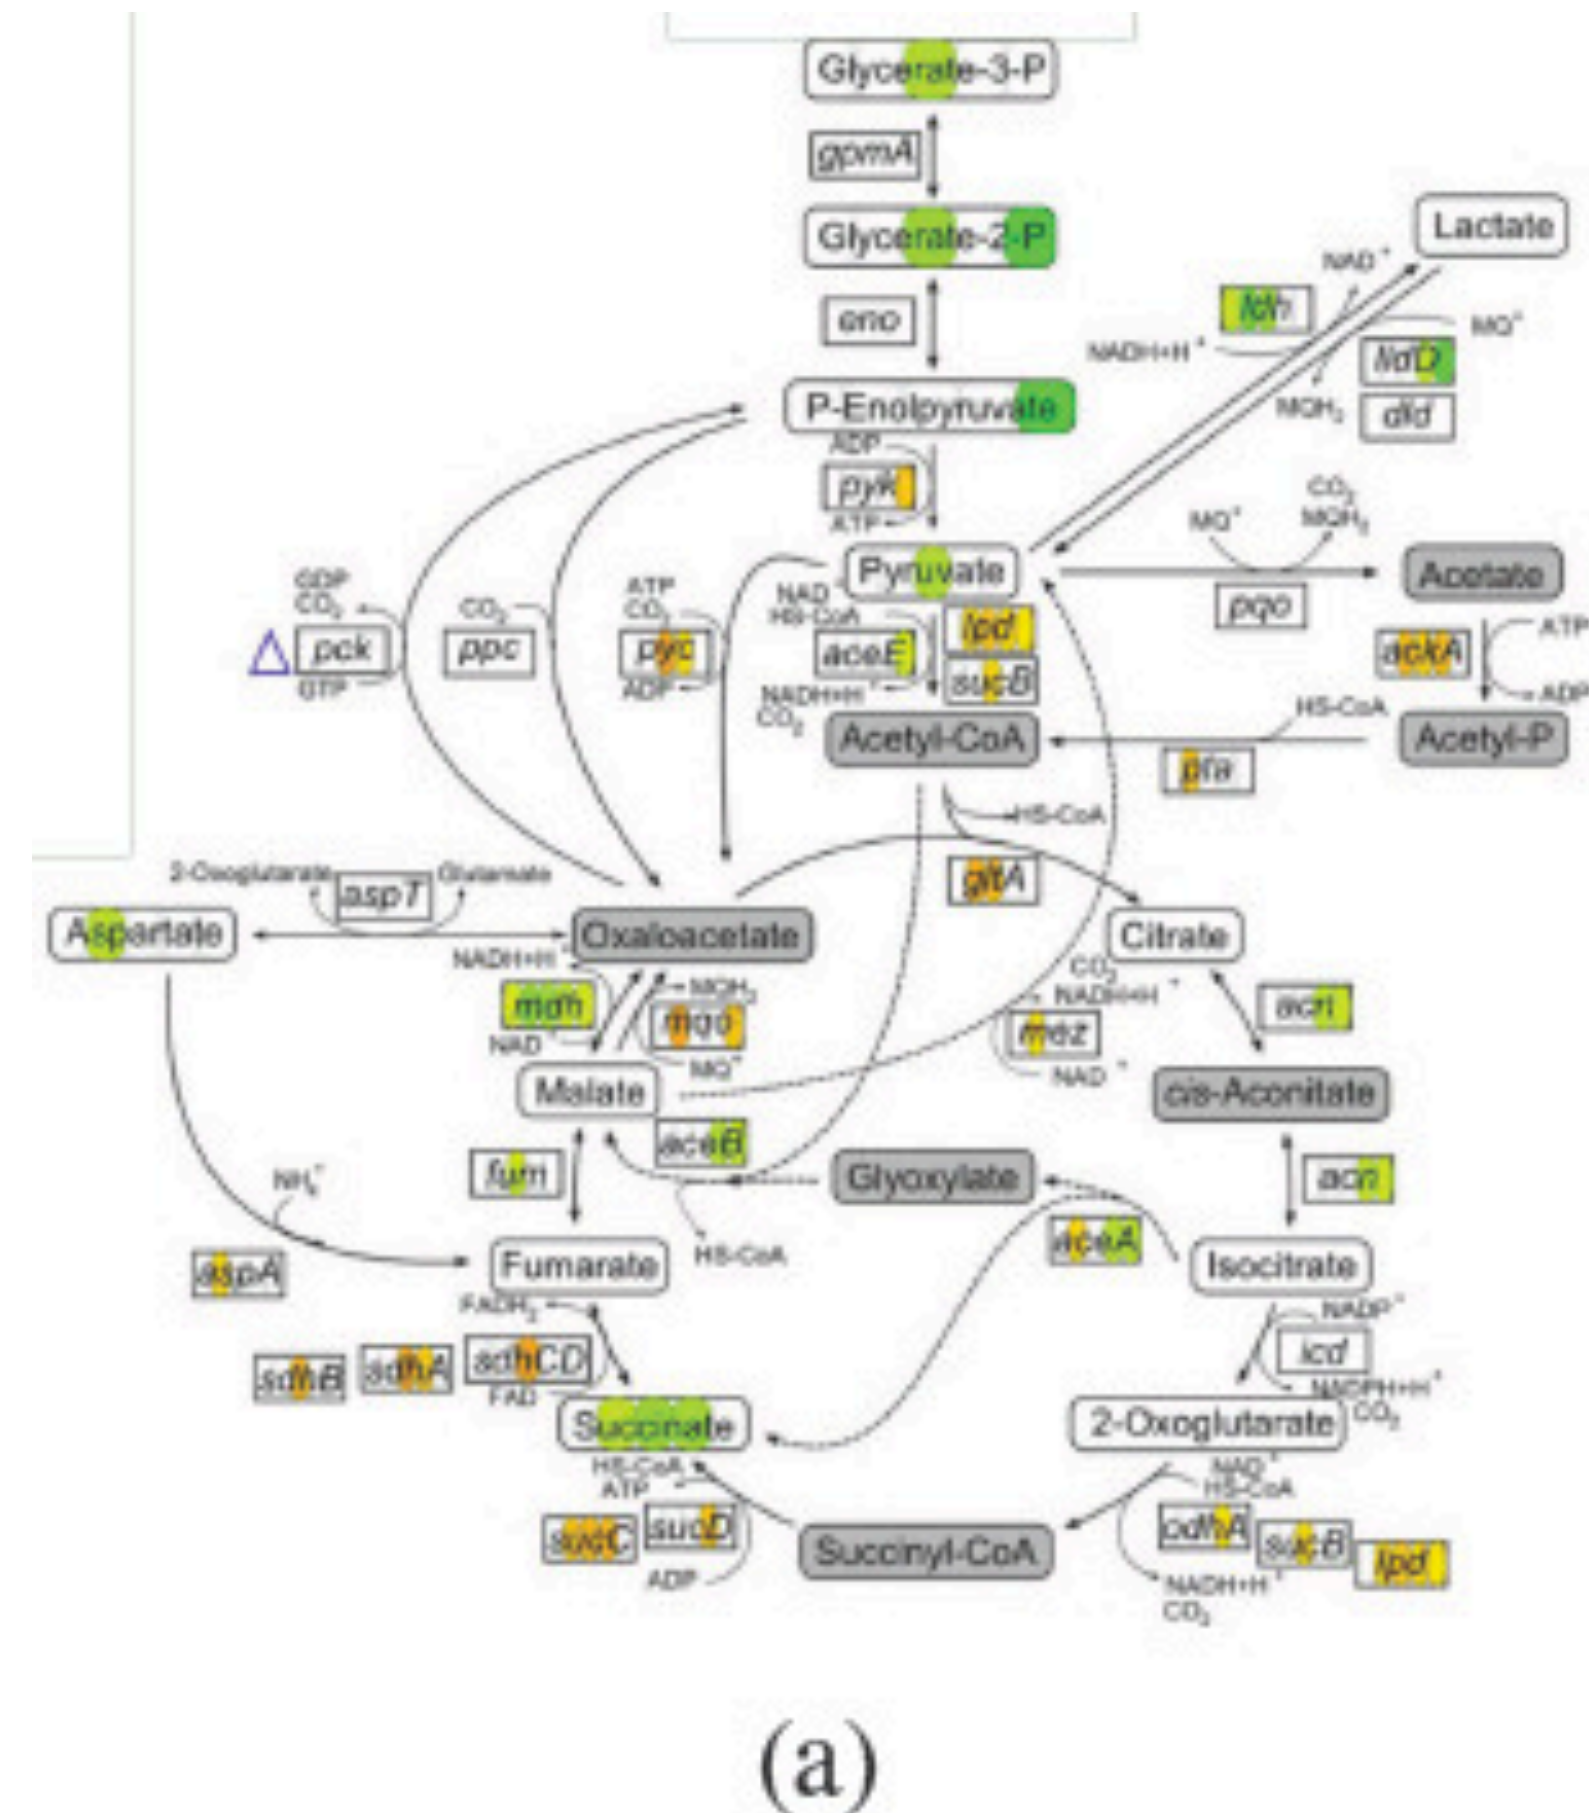 Glycerate-3-P
gpmA
Glycerate-2-P
Lactate
NAD+
ldh
eno
MQ+
NADH+H+
lldD
P-Enolpyruvate
MQH2
dld
ADP
pyk
CO2
ATP
MQ+
MQH2
Pyruvate
GDP
ATP
NAD
Acetate
CO2
CO2
CO2
HS-CoA
lpd
pqo
ATP
pck
ppc
pyc
aceE
ackA
sucB
GTP
ADP
NADH+H+
ADP
CO2
HS-CoA
Acetyl-CoA
Acetyl-P
pta
HS-CoA
2-Oxoglutarate
Glutamate
gltA
aspT
Aspartate
Oxaloacetate
Citrate
NADH+H+
CO2
MQH2
NADH+H+
mdh
mqo
acn
mez
NAD
MQ+
NAD+
Malate
cis-Aconitate
aceB
fum
Glyoxylate
acn
NH4+
aceA
HS-CoA
Fumarate
Isocitrate
aspA
FADH2
NADP+
sdhB
sdhA
sdhCD
icd
FAD
NADPH+H+
CO2
Succinate
2-Oxoglutarate
HS-CoA
NAD+
ATP
HS-CoA
sucC
sucD
odhA
sucB
Succinyl-CoA
lpd
ADP
NADH+H+
CO2
(a)